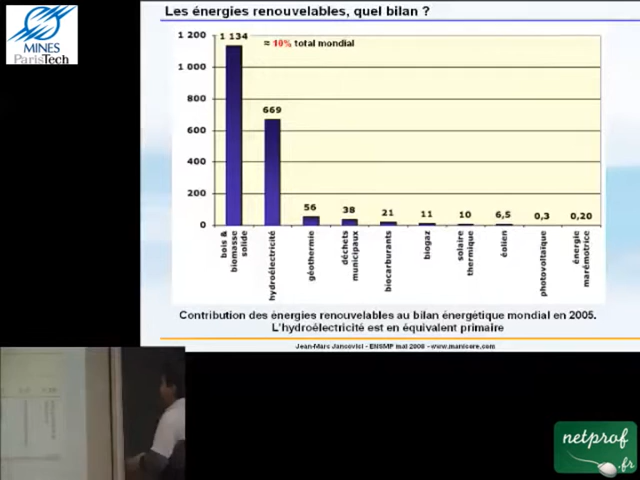 Les énergies renouvelables, quel bilan ?
MINES
ParisTech
≈ 10% total mondial
1 200
1 000
800
600
400
200
0
1 134
669
56
38
21
11
10
6,5
0,3
0,20
bois &
biomasse
solide
hydroélectricité
géothermie
déchets
municipaux
biocarburants
biogaz
solaire
thermique
éolien
photovoltaïque
énergie
marémotrice
Contribution des énergies renouvelables au bilan énergétique mondial en 2005.
L'hydroélectricité est en équivalent primaire
Jean-Marc Jancovici - ENSMP mai 2008 - www.manicore.com
netprof
.fr